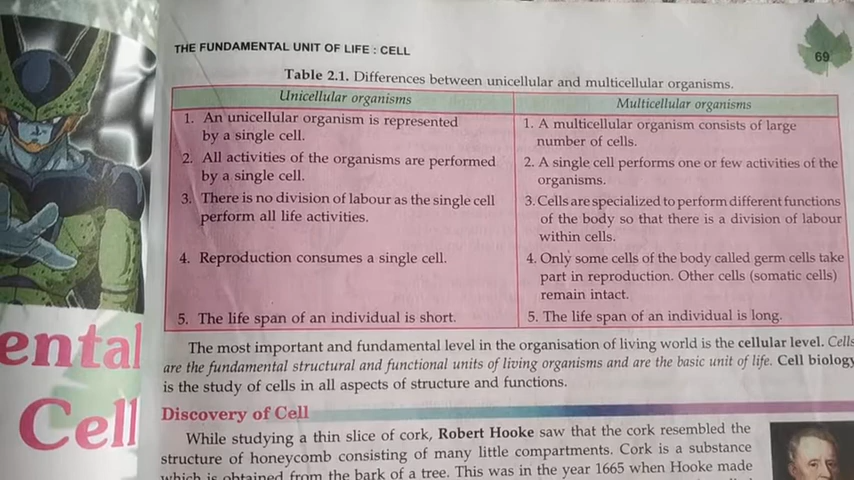 THE FUNDAMENTAL UNIT OF LIFE : CELL
69
Table 2.1. Differences between unicellular and multicellular organisms.
Unicellular organisms
Multicellular organisms
1. An unicellular organism is represented
by a single cell.
1. A multicellular organism consists of large
number of cells.
2. All activities of the organisms are performed
by a single cell.
2. A single cell performs one or few activities of the
organisms.
3. There is no division of labour as the single cell
perform all life activities.
3. Cells are specialized to perform different functions
of the body so that there is a division of labour
within cells.
4. Reproduction consumes a single cell.
4. Only some cells of the body called germ cells take
part in reproduction. Other cells (somatic cells)
remain intact.
5. The life span of an individual is short.
5. The life span of an individual is long.
The most important and fundamental level in the organisation of living world is the cellular level. Cells
are the fundamental structural and functional units of living organisms and are the basic unit of life. Cell biology
is the study of cells in all aspects of structure and functions.
Discovery of Cell
While studying a thin slice of cork, Robert Hooke saw that the cork resembled the
structure of honeycomb consisting of many little compartments. Cork is a substance
which is obtained from the bark of a tree. This was in the year 1665 when Hooke made
ental
Cell